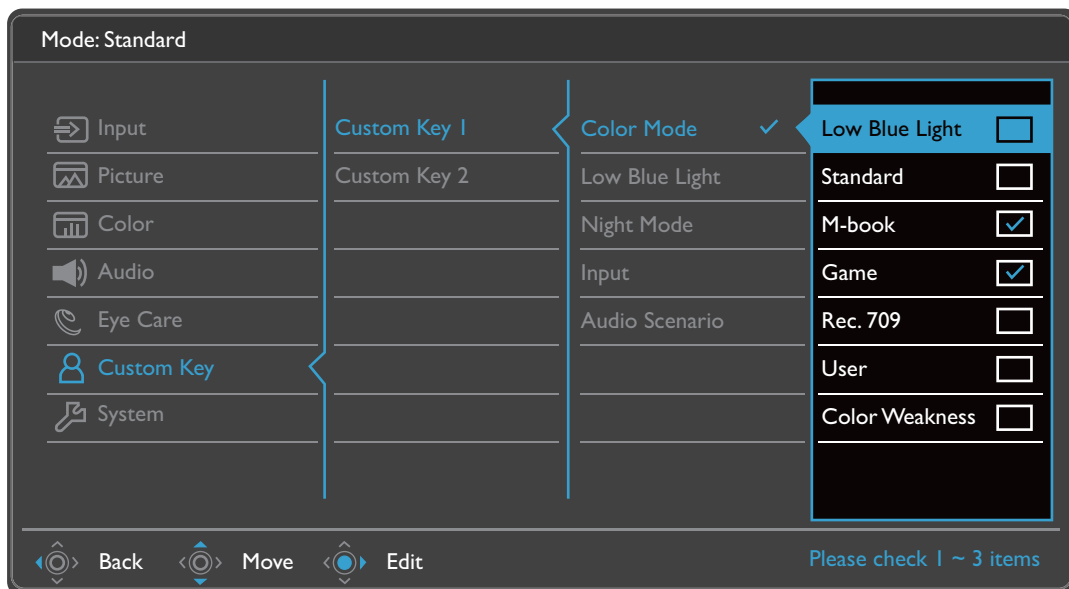 Mode: Standard
Input
Custom Key 1
Color Mode
Low Blue Light
Picture
Custom Key 2
Low Blue Light
Standard
Color
Night Mode
M-book
Audio
Input
Game
Eye Care
Audio Scenario
Rec. 709
Custom Key
User
System
Color Weakness
Back
Move
Edit
Please check 1 ~ 3 items